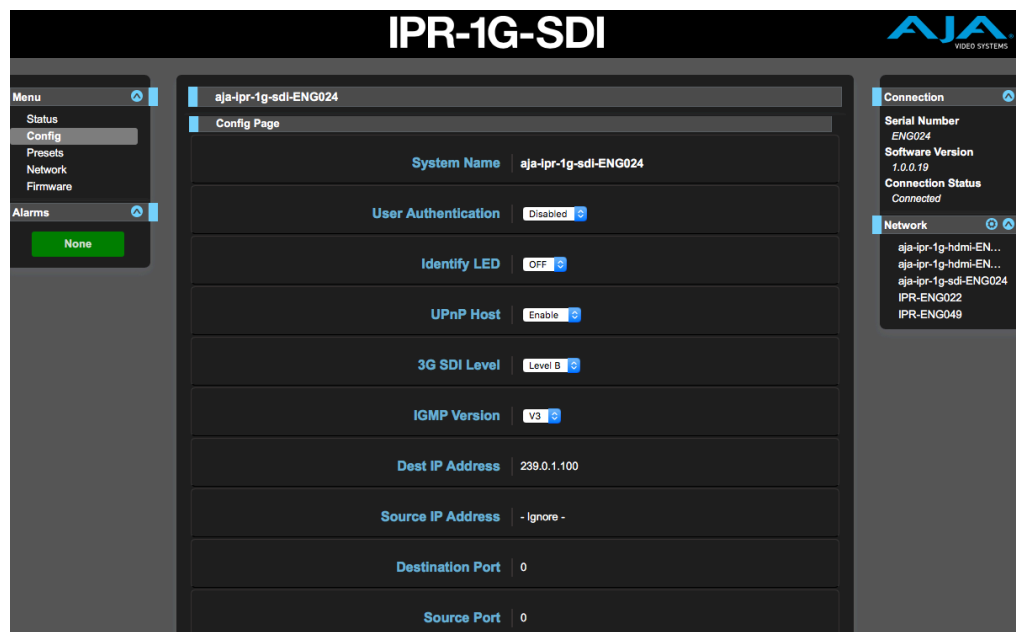 IPR-1G-SDI
AJA
VIDEO SYSTEMS
Menu
Status
Config
Presets
Network
Firmware
Alarms
None
aja-ipr-1g-sdi-ENG024
Config Page
System Name aja-ipr-1g-sdi-ENG024
User Authentication Disabled
Identify LED OFF
UPnP Host Enable
3G SDI Level Level B
IGMP Version V3
Dest IP Address 239.0.1.100
Source IP Address - Ignore -
Destination Port 0
Source Port 0
Connection
Serial Number
ENG024
Software Version
1.0.0.19
Connection Status
Connected
Network
aja-ipr-1g-hdmi-EN...
aja-ipr-1g-hdmi-EN...
aja-ipr-1g-sdi-ENG024
IPR-ENG022
IPR-ENG049